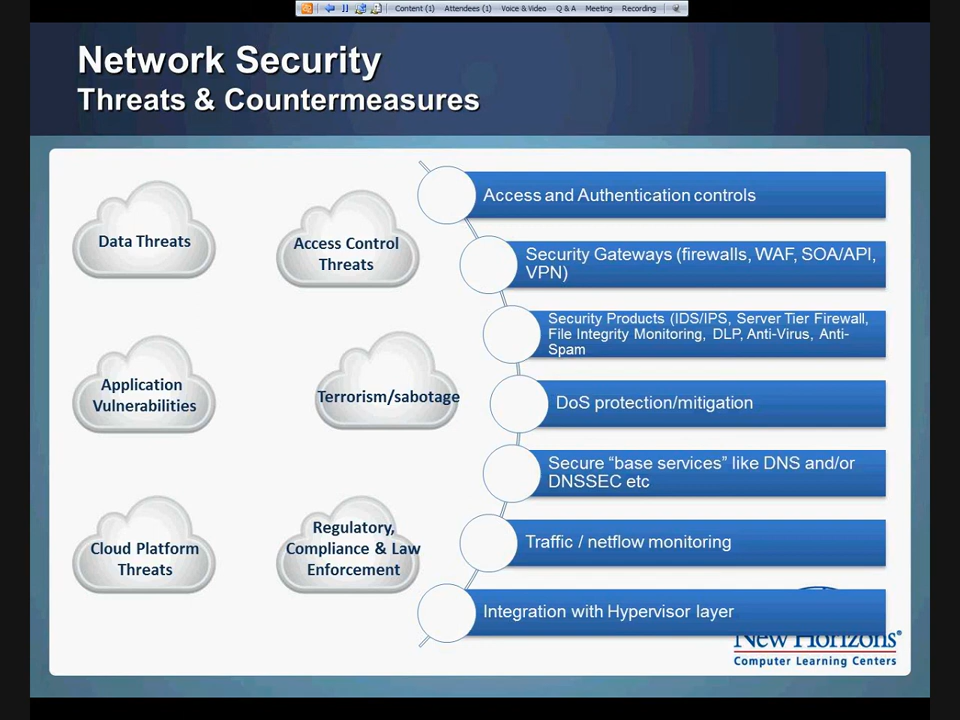 Content (1) Attendees (1) Voice & Video Q & A Meeting Recording
Network Security
Threats & Countermeasures
Data Threats
Access Control
Threats
Application
Vulnerabilities
Terrorism/sabotage
Cloud Platform
Threats
Regulatory,
Compliance & Law
Enforcement
Access and Authentication controls
Security Gateways (firewalls, WAF, SOA/API,
VPN)
Security Products (IDS/IPS, Server Tier Firewall,
File Integrity Monitoring, DLP, Anti-Virus, Anti-
Spam
DoS protection/mitigation
Secure “base services” like DNS and/or
DNSSEC etc
Traffic / netflow monitoring
Integration with Hypervisor layer
New Horizons®
Computer Learning Centers